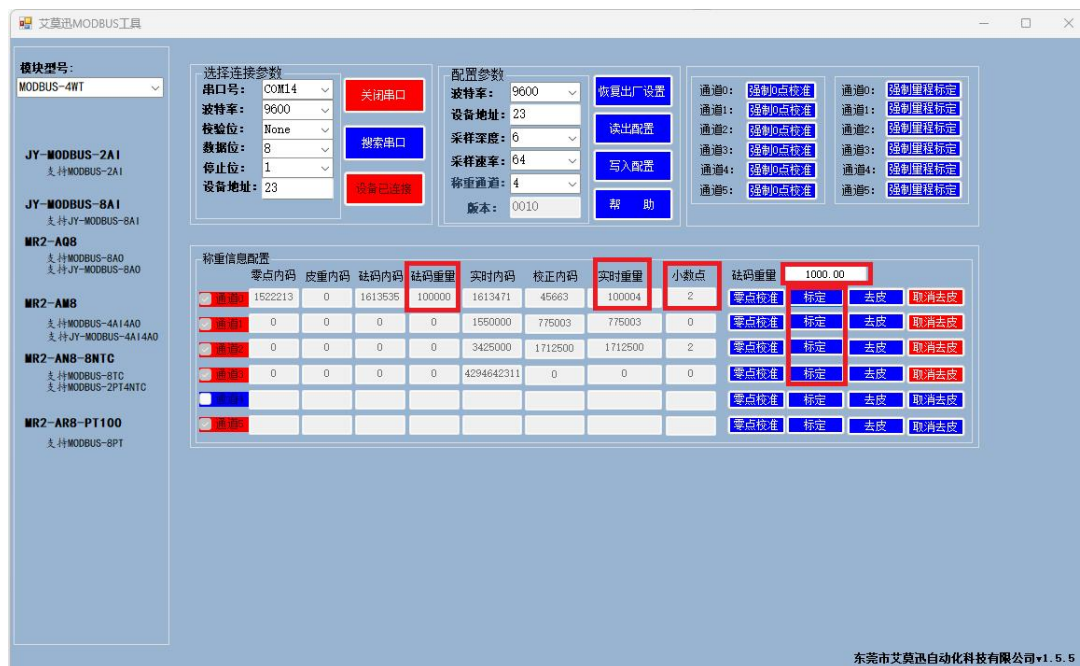 艾莫迅MODBUS工具
模块型号:
MODBUS-4WT
JY-MODBUS-2AI
支持MODBUS-2AI
JY-MODBUS-8AI
支持JY-MODBUS-8AI
MR2-AQ8
支持MODBUS-8AO
支持JY-MODBUS-8AO
MR2-AM8
支持MODBUS-4AI4AO
支持JY-MODBUS-4AI4AO
MR2-AN8-8NTC
支持MODBUS-8TC
支持MODBUS-2PT4NTC
MR2-AR8-PT100
支持MODBUS-8PT
选择连接参数
串口号: COM14 关闭串口
波特率: 9600
校验位: None 搜索串口
数据位: 8
停止位: 1
设备地址: 23 设备已连接
配置参数
波特率: 9600 恢复出厂设置
设备地址: 23
采样深度: 6 读出配置
采样速率: 64 写入配置
称重通道: 4
版本: 0010 帮 助
通道0: 强制0点校准 通道0: 强制里程标定
通道1: 强制0点校准 通道1: 强制里程标定
通道2: 强制0点校准 通道2: 强制里程标定
通道3: 强制0点校准 通道3: 强制里程标定
通道4: 强制0点校准 通道4: 强制里程标定
通道5: 强制0点校准 通道5: 强制里程标定
称重信息配置
零点内码 皮重内码 砝码内码 砝码重量 实时内码 校正内码 实时重量 小数点 砝码重量 1000.00
通道0 1522213 0 1613535 100000 1613471 45663 100004 2 零点校准 标定 去皮 取消去皮
通道1 0 0 0 0 1550000 775003 775003 0 零点校准 标定 去皮 取消去皮
通道2 0 0 0 0 3425000 1712500 1712500 2 零点校准 标定 去皮 取消去皮
通道3 0 0 0 0 4294642311 0 0 0 零点校准 标定 去皮 取消去皮
通道4 零点校准 标定 去皮 取消去皮
通道5 零点校准 标定 去皮 取消去皮
东莞市艾莫迅自动化科技有限公司v1.5.5